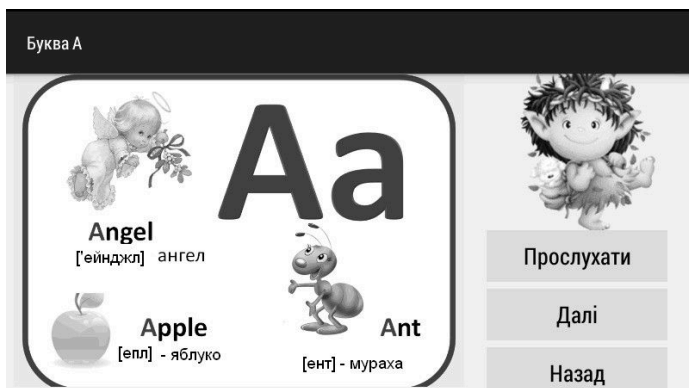 Буква А
Aa
Angel
['ейнджл] ангел
Apple
[епл] - яблуко
Ant
[ент] - мураха
Прослухати
Далі
Назад